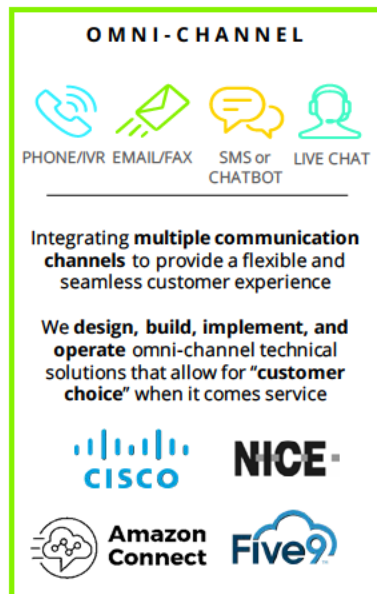 OMNI-CHANNEL
PHONE/IVR EMAIL/FAX SMS or CHATBOT LIVE CHAT
Integrating multiple communication
channels to provide a flexible and
seamless customer experience
We design, build, implement, and
operate omni-channel technical
solutions that allow for “customer
choice” when it comes service
CISCO NICE
Amazon
Connect Five9